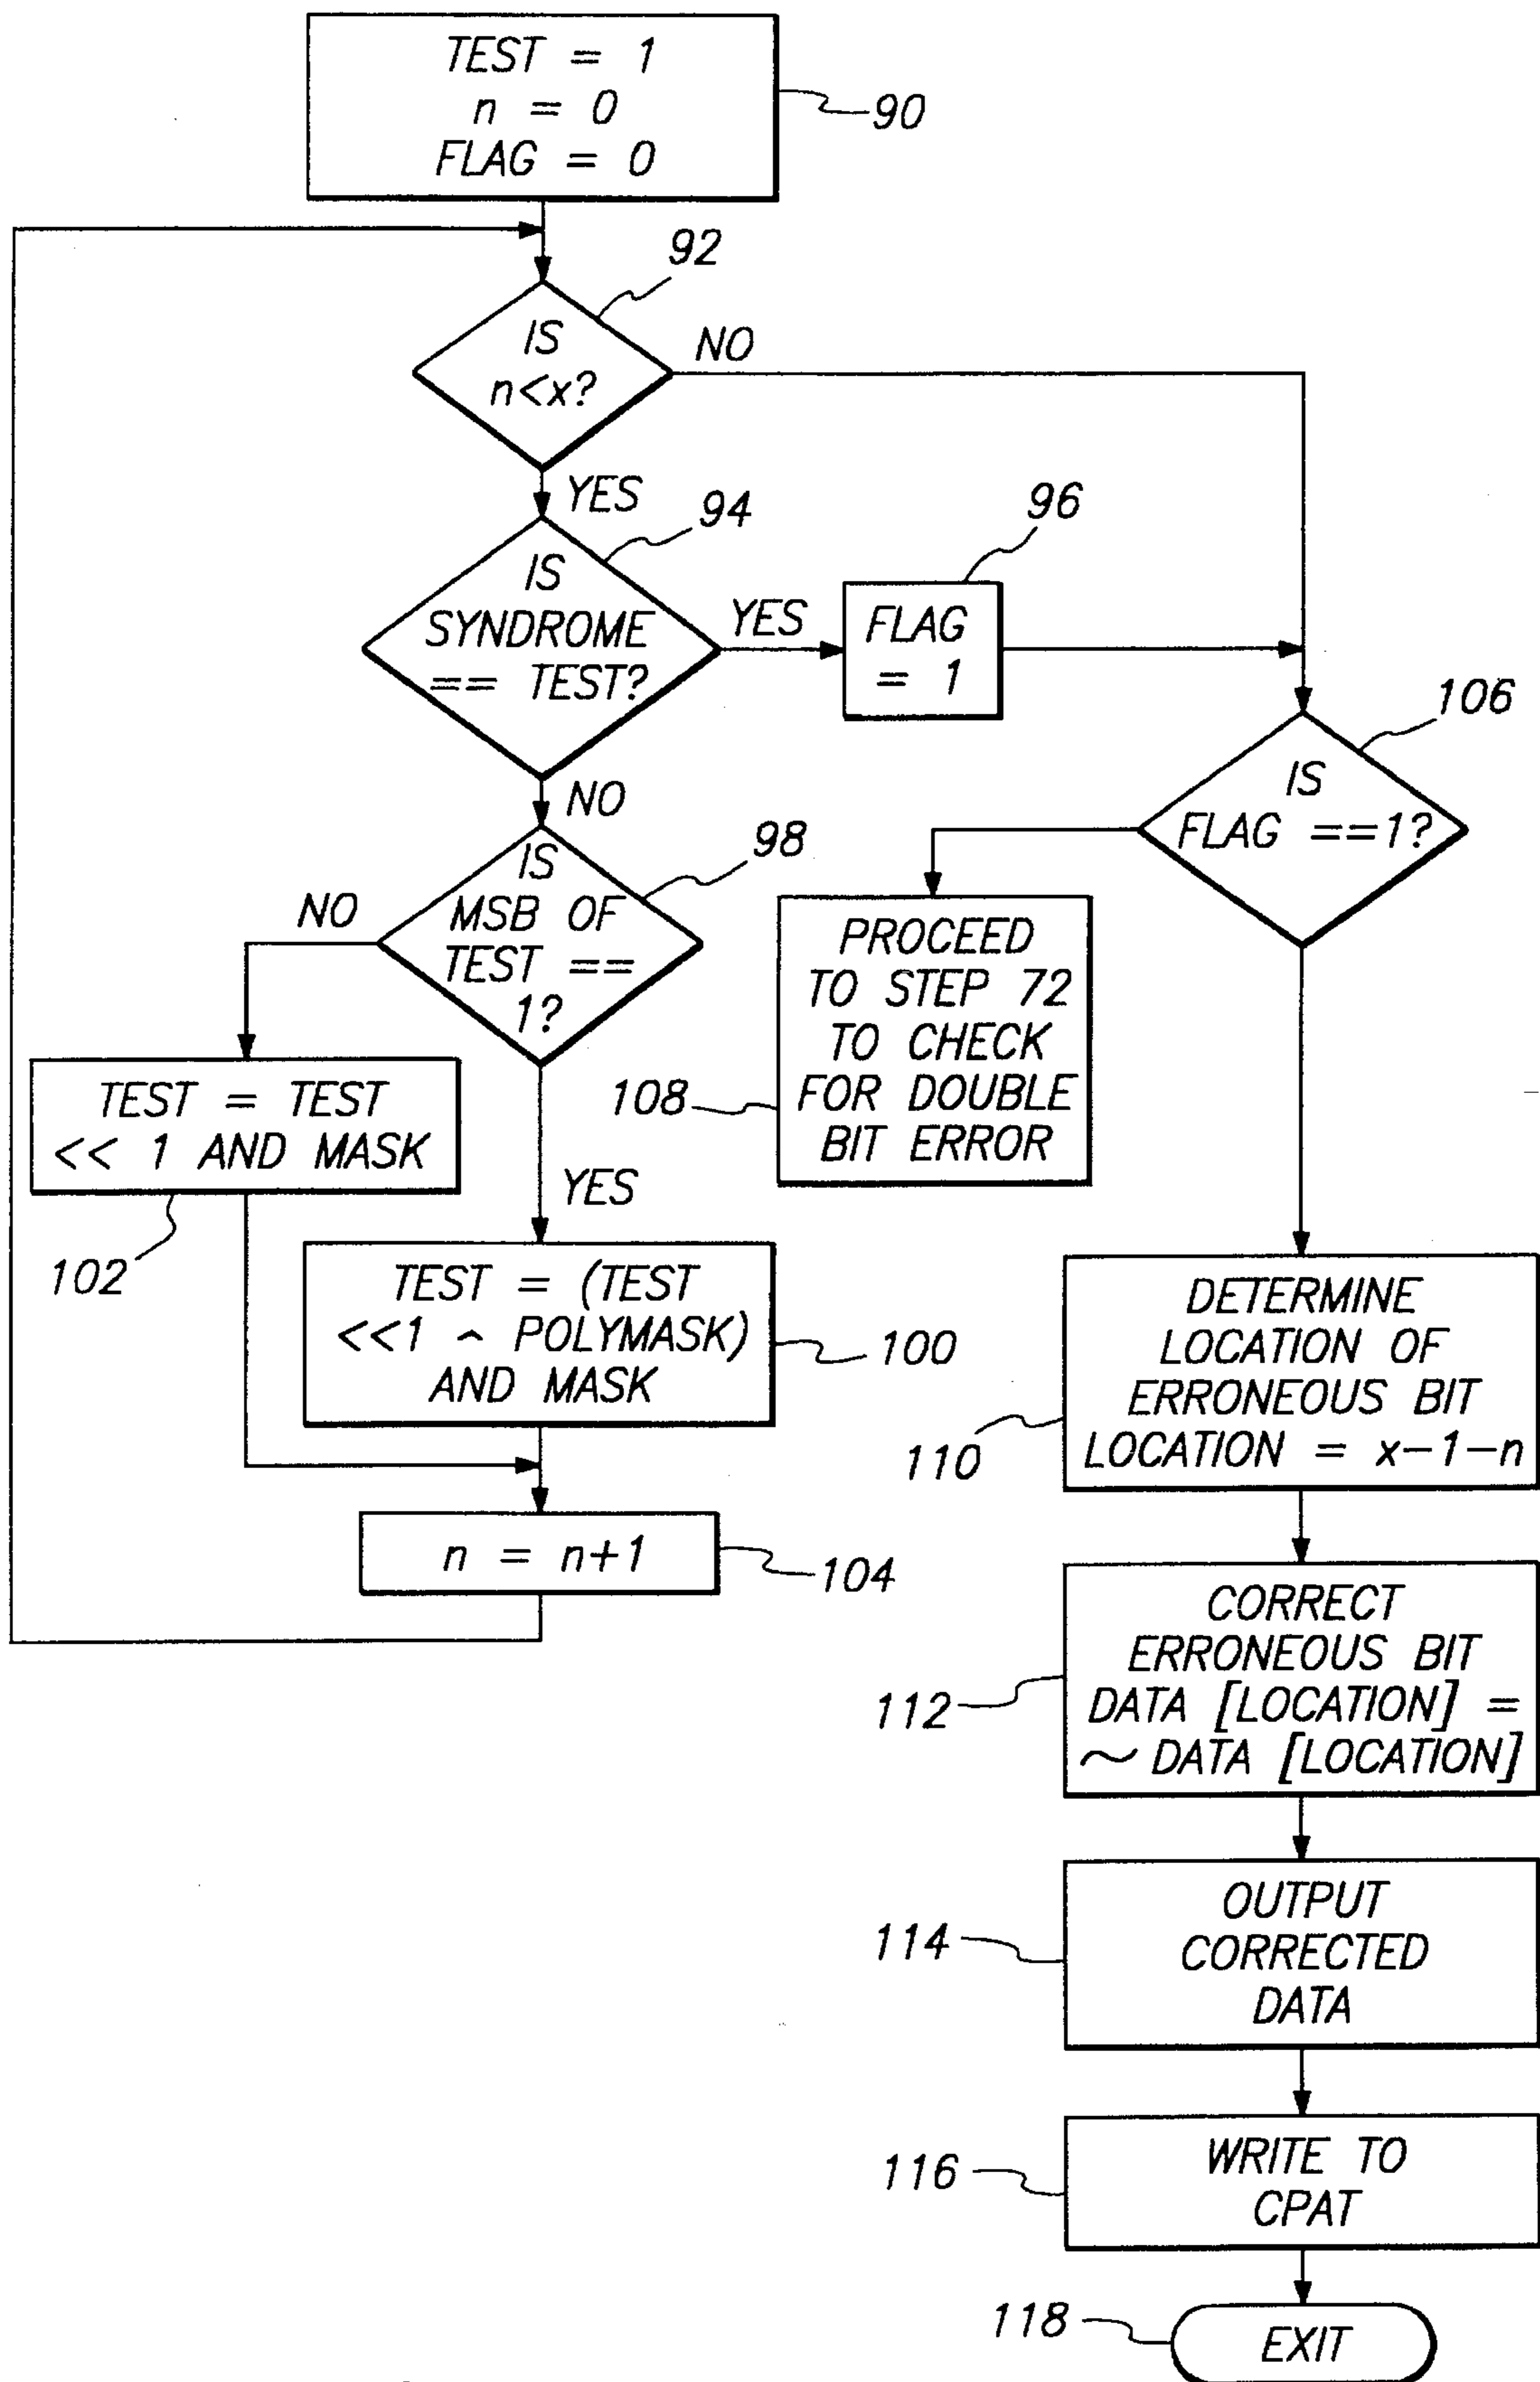 TEST = 1
n = 0
FLAG = 0
90
92
IS
n<x?
NO
YES
94
IS
SYNDROME
== TEST?
YES
96
FLAG
= 1
NO
106
IS
FLAG ==1?
98
IS
MSB OF
TEST ==
1?
NO
YES
TEST = TEST
<< 1 AND MASK
102
TEST = (TEST
<<1 ^ POLYMASK)
AND MASK
100
n = n+1
104
PROCEED
TO STEP 72
TO CHECK
FOR DOUBLE
BIT ERROR
108
DETERMINE
LOCATION OF
ERRONEOUS BIT
LOCATION = x-1-n
110
CORRECT
ERRONEOUS BIT
DATA [LOCATION] =
~ DATA [LOCATION]
112
OUTPUT
CORRECTED
DATA
114
WRITE TO
CPAT
116
EXIT
118